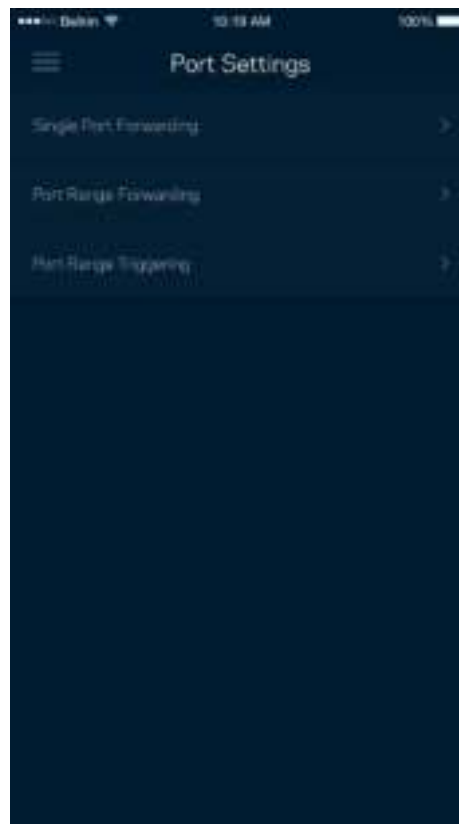 Belkin 10:19 AM 100%
Port Settings
Single Port Forwarding
Port Range Forwarding
Port Range Triggering